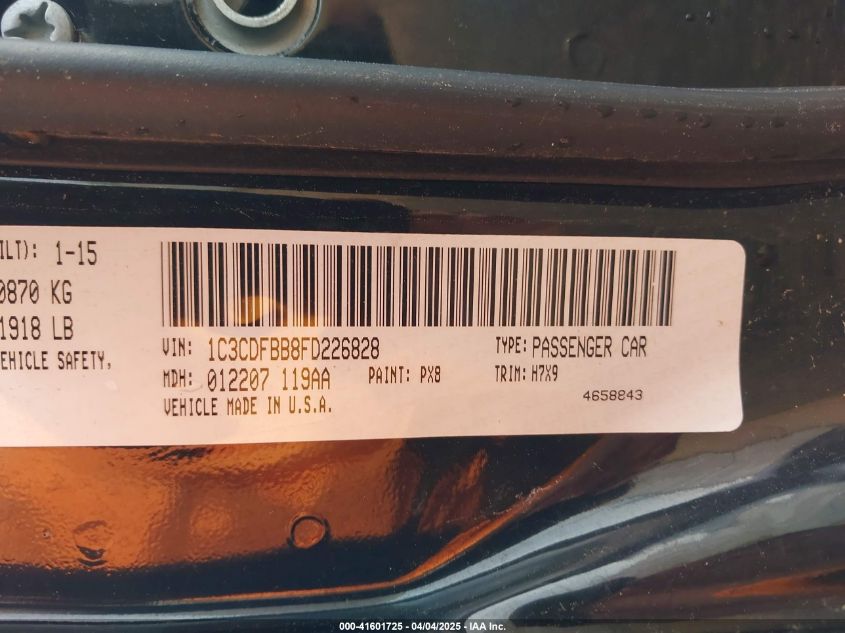 ILT): 1-15
0870 KG
1918 LB
EHICLE SAFETY,
VIN: 1C3CDFBB8FD226828 TYPE: PASSENGER CAR
MDH: 012207 119AA PAINT: PX8 TRIM: H7X9
VEHICLE MADE IN U.S.A. 4658843
000-41601725 - 04/04/2025 - IAA Inc.